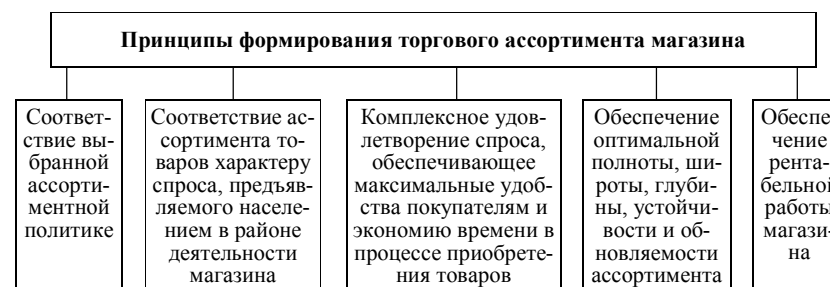 Принципы формирования торгового ассортимента магазина
Соответ-
ствие вы-
бранной
ассорти-
ментной
политике
Соответствие ас-
сортимента то-
варов характеру
спроса, предъяв-
ляемого населе-
нием в районе
деятельности
магазина
Комплексное удов-
летворение спроса,
обеспечивающее
максимальные удоб-
ства покупателям и
экономию времени в
процессе приобрете-
ния товаров
Обеспечение
оптимальной
полноты, ши-
роты, глуби-
ны, устойчи-
вости и об-
новляемости
ассортимента
Обеспе-
чение
рента-
бельной
работы
магази-
на